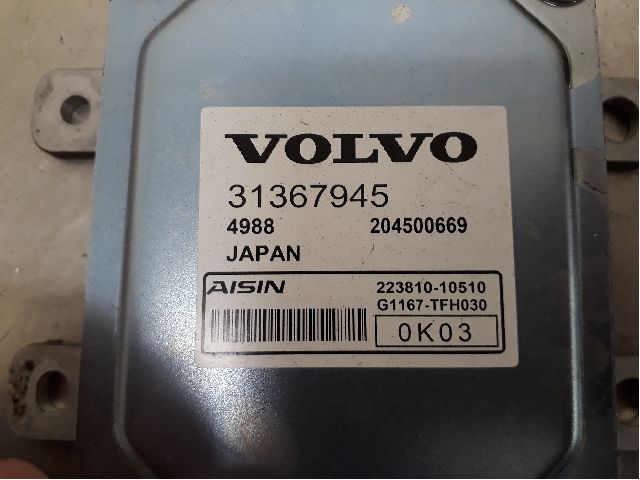 VOLVO
31367945
4988 204500669
JAPAN
AISIN 223810-10510
G1167-TFH030
0K03